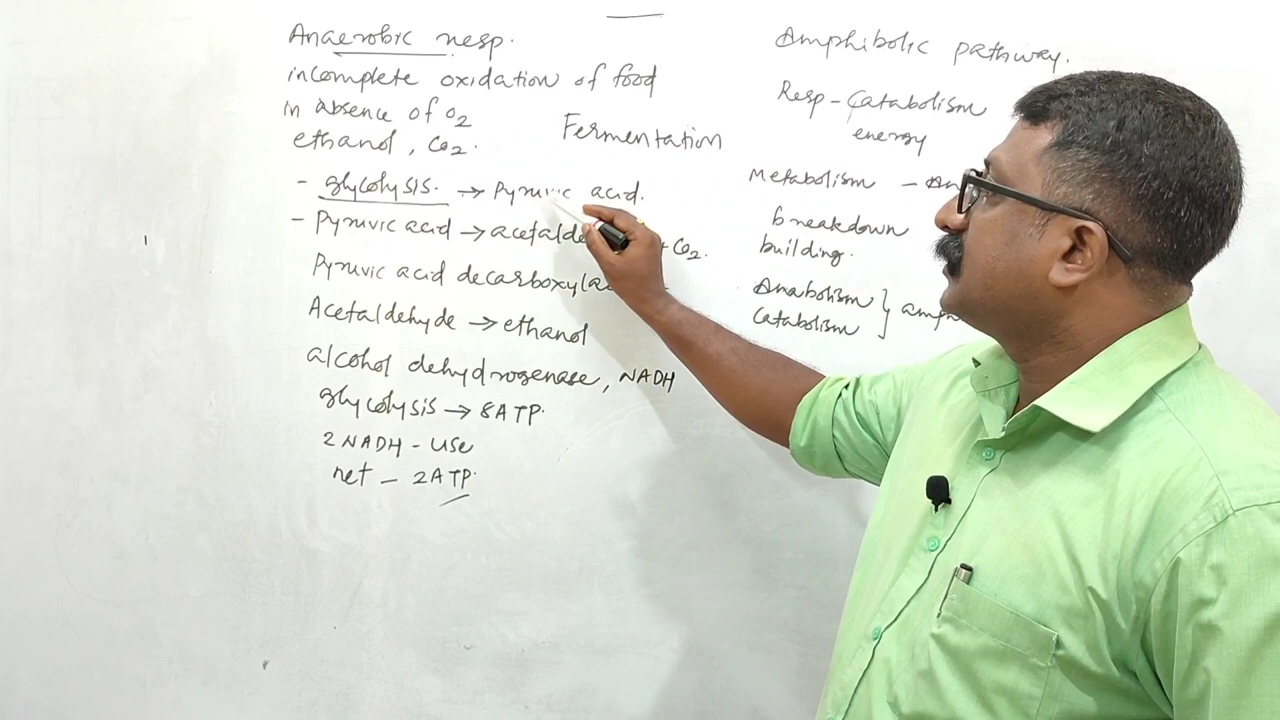 Anaerobic resp.
incomplete oxidation of food
in absence of O2
ethanol, CO2.
Fermentation
- glycolysis. → Pyruvic acid.
- Pyruvic acid → + CO2.
Pyruvic acid
Acetaldehyde → ethanol
alcohol dehydrogenase, NADH
glycolysis → 8ATP.
2 NADH - use
net - 2ATP.
Amphibolic pathway.
Resp - Catabolism
energy
Metabolism -
breakdown
building.
Anabolism }
Catabolism